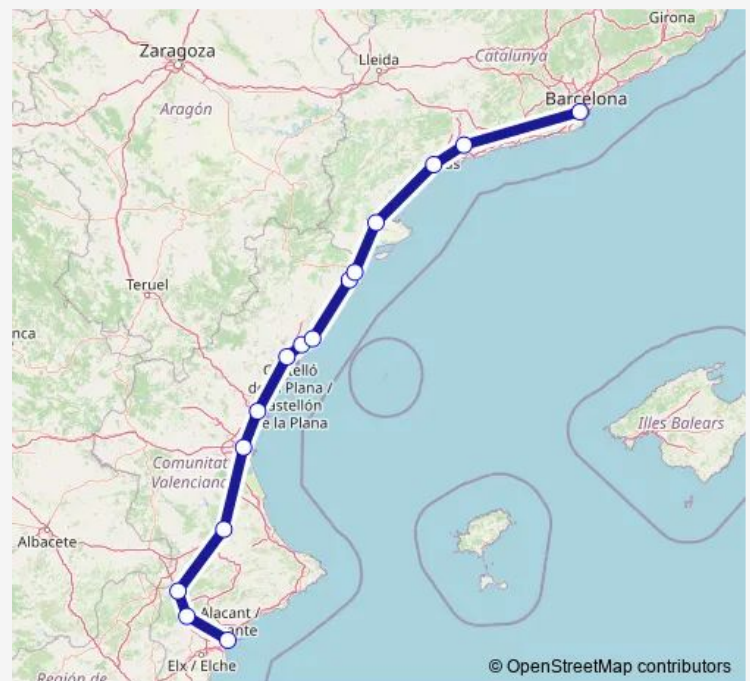 Girona
Zaragoza
Lleida
Catalunya
Barcelona
Aragón
Teruel
Castelló
de la Plana /
Castellón
de la Plana
Illes Balears
Comunitat
Valenciana
Albacete
Alacant /
Elx / Elche
Región de
© OpenStreetMap contributors